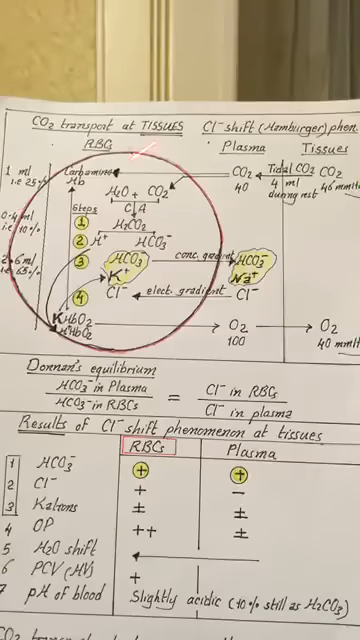 CO₂ transport at TISSUES Cl⁻ shift (Hamburger) phen
RBCs Plasma Tissues
1 ml Carbamino CO₂ Tidal CO₂ CO₂
i.e 25% Hb 40 4 ml 46 mmH
during rest
H₂O + CO₂
Steps C A
1 H₂CO₃
0.4 ml
i.e 10% 2 H⁺ HCO₃⁻
2.6 ml 3 HCO₃⁻ conc. gradient HCO₃⁻
i.e 65% K⁺ Na⁺
4 Cl⁻ elect. gradient Cl⁻
KHbO₂ O₂ O₂
H⁺HbO₂ 100 40 mmH
Donnan's equilibrium
HCO₃⁻ in Plasma = Cl⁻ in RBCs
HCO₃⁻ in RBCs Cl⁻ in plasma
Results of Cl⁻ shift phenomenon at tissues
RBCs Plasma
1 HCO₃⁻ + +
2 Cl⁻ + −
3 Kations ± ±
4 OP ++ ±
5 H₂O shift
6 PCV (HV) +
7 pH of blood Slightly acidic (10% still as H₂CO₃)
CO₂ trans